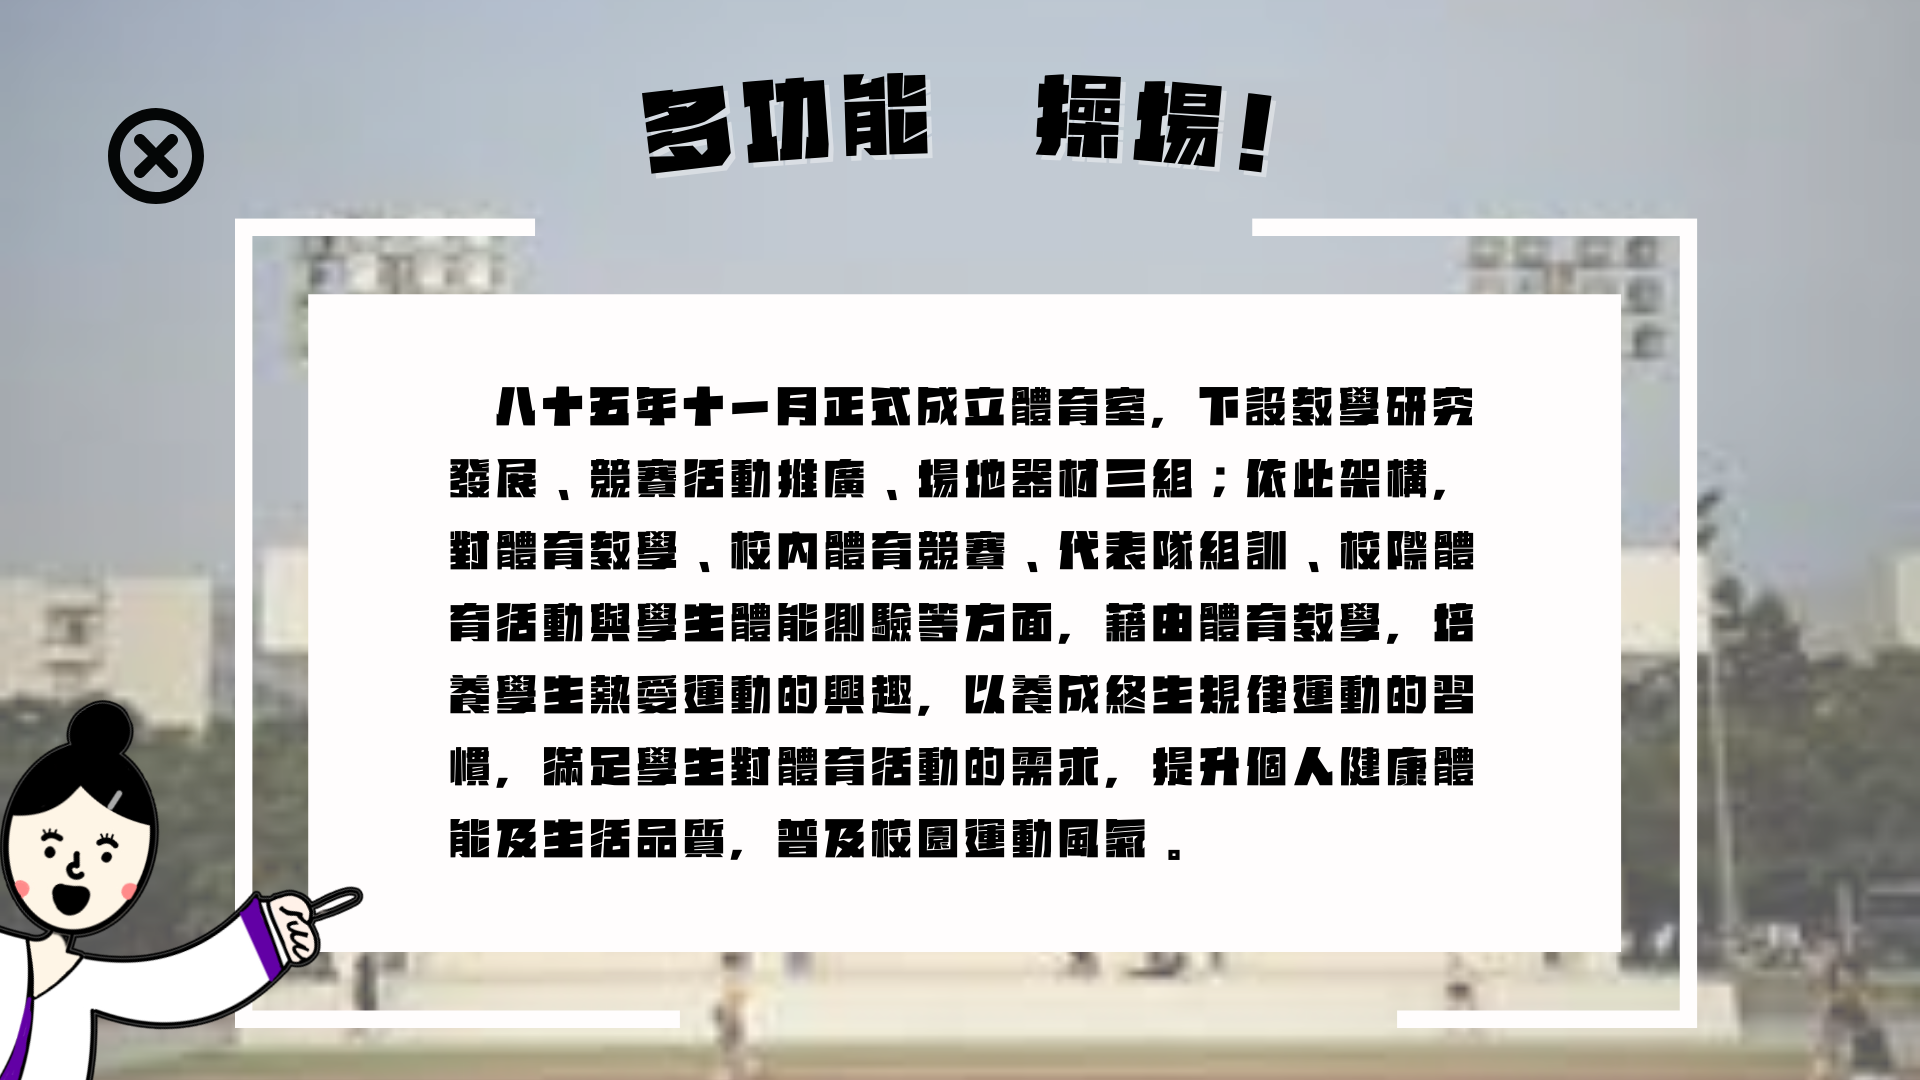 多功能 操場!
八十五年十一月正式成立體育室,下設教學研究
發展、競賽活動推廣、場地器材三組;依此架構,
對體育教學、校內體育競賽、代表隊組訓、校際體
育活動與學生體能測驗等方面,藉由體育教學,培
養學生熱愛運動的興趣,以養成終生規律運動的習
慣,滿足學生對體育活動的需求,提升個人健康體
能及生活品質,普及校園運動風氣。